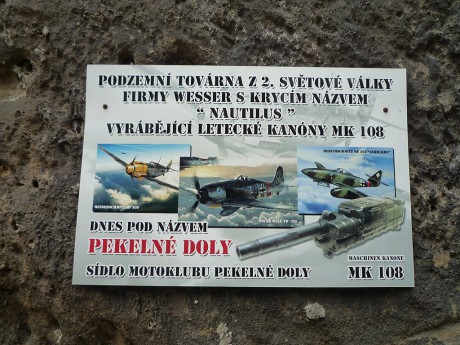 PODZEMNÍ TOVÁRNA Z 2. SVĚTOVÉ VÁLKY
FIRMY WESSER S KRYCÍM NÁZVEM
“ NAUTILUS ”
VYRÁBĚJÍCÍ LETECKÉ KANÓNY MK 108
DNES POD NÁZVEM
PEKELNÉ DOLY
SÍDLO MOTOKLUBU PEKELNÉ DOLY
MASCHINEN KANONE
MK 108